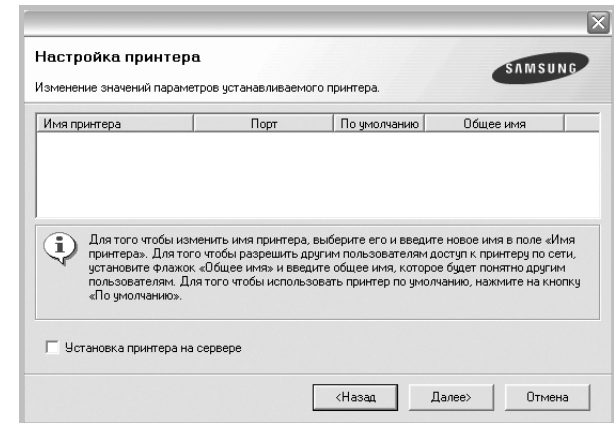 Настройка принтера
SAMSUNG
Изменение значений параметров устанавливаемого принтера.
Имя принтера Порт По умолчанию Общее имя
Для того чтобы изменить имя принтера, выберите его и введите новое имя в поле «Имя
принтера». Для того чтобы разрешить другим пользователям доступ к принтеру по сети,
установите флажок «Общее имя» и введите общее имя, которое будет понятно другим
пользователям. Для того чтобы использовать принтер по умолчанию, нажмите на кнопку
«По умолчанию».
Установка принтера на сервере
<Назад Далее> Отмена